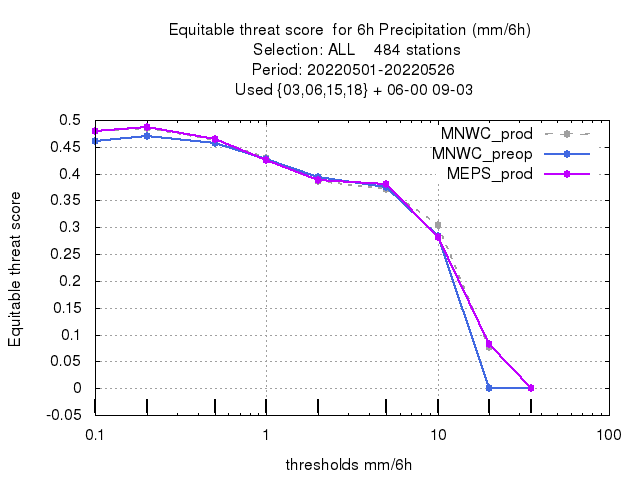 Equitable threat score  for 6h Precipitation (mm/6h)
Selection: ALL    484 stations
Period: 20220501-20220526
Used {03,06,15,18} + 06-00 09-03
MNWC_prod
MNWC_preop
MEPS_prod
Equitable threat score
0.5
0.45
0.4
0.35
0.3
0.25
0.2
0.15
0.1
0.05
0
-0.05
0.1
1
10
100
thresholds mm/6h